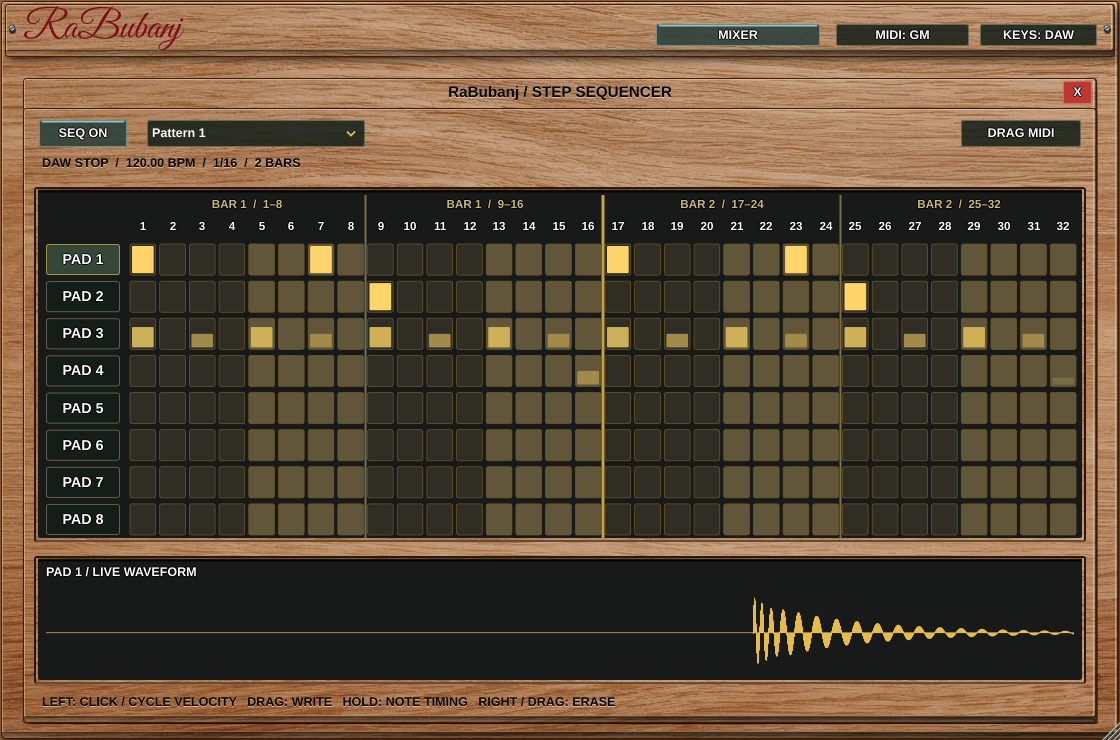 RaBubanj
MIXER MIDI: GM KEYS: DAW
RaBubanj / STEP SEQUENCER X
SEQ ON Pattern 1 DRAG MIDI
DAW STOP / 120.00 BPM / 1/16 / 2 BARS
BAR 1 / 1–8 BAR 1 / 9–16 BAR 2 / 17–24 BAR 2 / 25–32
1 2 3 4 5 6 7 8 9 10 11 12 13 14 15 16 17 18 19 20 21 22 23 24 25 26 27 28 29 30 31 32
PAD 1
PAD 2
PAD 3
PAD 4
PAD 5
PAD 6
PAD 7
PAD 8
PAD 1 / LIVE WAVEFORM
LEFT: CLICK / CYCLE VELOCITY DRAG: WRITE HOLD: NOTE TIMING RIGHT / DRAG: ERASE